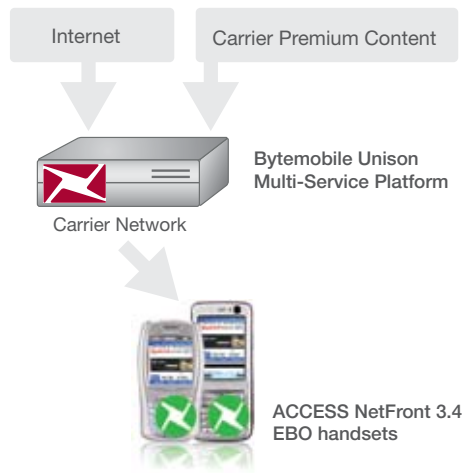 Internet
Carrier Premium Content
Bytemobile Unison
Multi-Service Platform
Carrier Network
ACCESS NetFront 3.4
EBO handsets